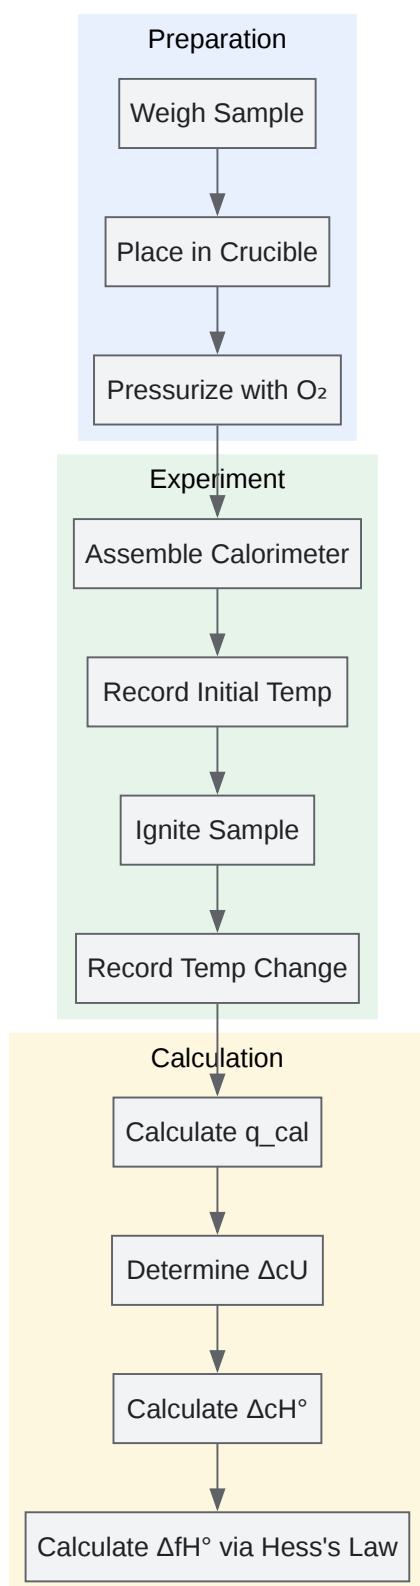 Preparation
Weigh Sample
Place in Crucible
Pressurize with O₂
Experiment
Assemble Calorimeter
Record Initial Temp
Ignite Sample
Record Temp Change
Calculation
Calculate q_cal
Determine ΔcU
Calculate ΔcH°
Calculate ΔfH° via Hess's Law